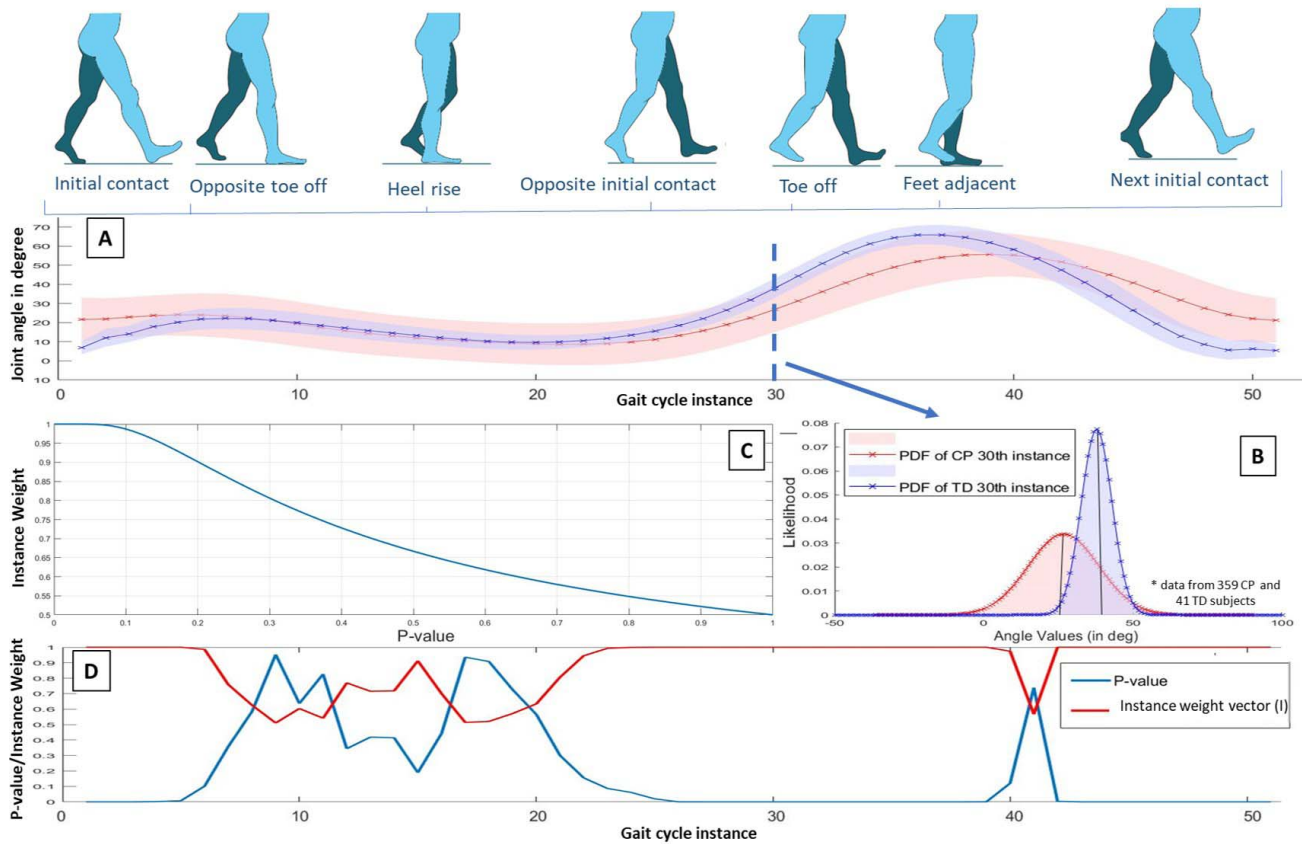 Initial contact
Opposite toe off
Heel rise
Opposite initial contact
Toe off
Feet adjacent
Next initial contact
A
Joint angle in degree
70
60
50
40
30
20
10
0
10
0 10 20 30 40 50
Gait cycle instance
C
Instance Weight
1
0.95
0.9
0.85
0.8
0.75
0.7
0.65
0.6
0.55
0.5
0 0.1 0.2 0.3 0.4 0.5 0.6 0.7 0.8 0.9 1
P-value
B
Likelihood
0.08
0.07
0.06
0.05
0.04
0.03
0.02
0.01
0
PDF of CP 30th instance
PDF of TD 30th instance
* data from 359 CP and
41 TD subjects
-50 0 50 100
Angle Values (in deg)
D
P-value/Instance Weight
1
0.9
0.8
0.7
0.6
0.5
0.4
0.3
0.2
0.1
0
P-value
Instance weight vector (I)
0 10 20 30 40 50
Gait cycle instance